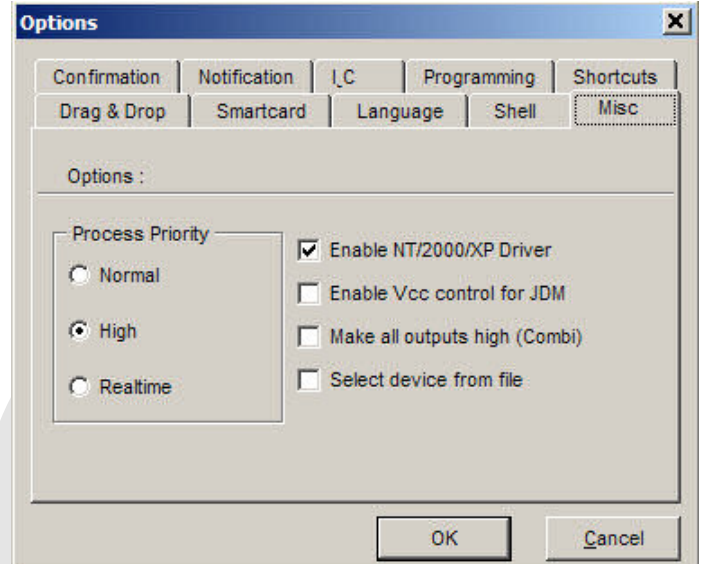 Options
Confirmation Notification I C Programming Shortcuts
Drag & Drop Smartcard Language Shell Misc
Options :
Process Priority
Normal
High
Realtime
Enable NT/2000/XP Driver
Enable Vcc control for JDM
Make all outputs high (Combi)
Select device from file
OK Cancel